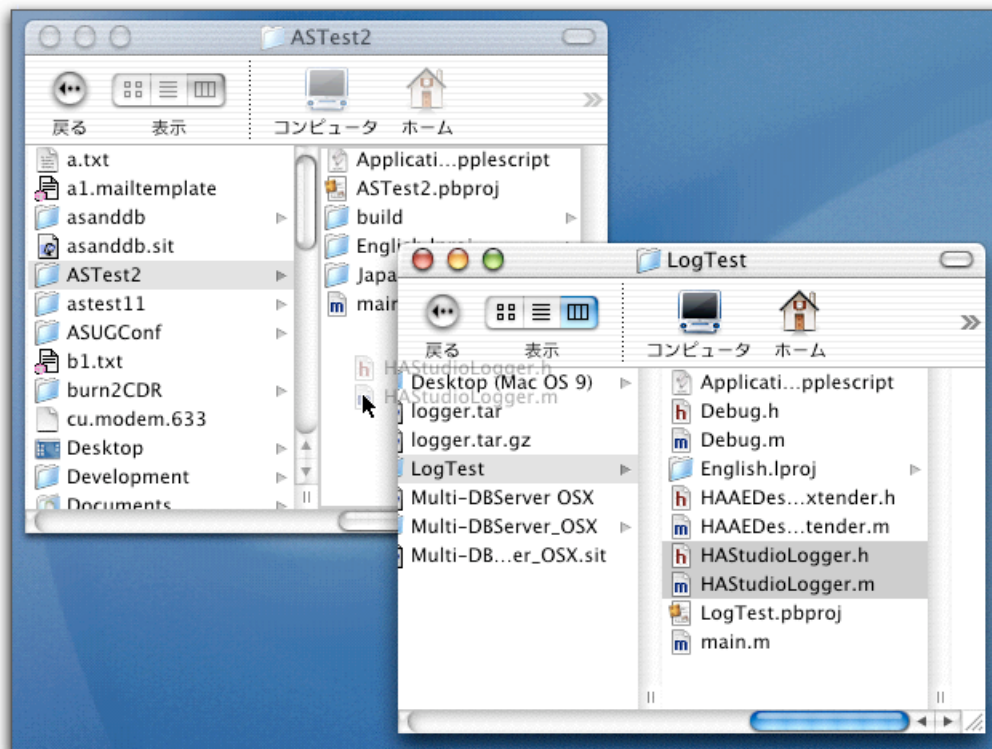 ASTest2
戻る 表示 コンピュータ ホーム
a.txt
a1.mailtemplate
asanddb
asanddb.sit
ASTest2
astest11
ASUGConf
b1.txt
burn2CDR
cu.modem.633
Desktop
Development
Documents
Applicati...pplescript
ASTest2.pbproj
build
English.lproj
Japa
main
HAStudioLogger.h
HAStudioLogger.m
LogTest
戻る 表示 コンピュータ ホーム
Desktop (Mac OS 9)
logger.tar
logger.tar.gz
LogTest
Multi-DBServer OSX
Multi-DBServer_OSX
Multi-DB...er_OSX.sit
Applicati...pplescript
Debug.h
Debug.m
English.lproj
HAAEDes...xtender.h
HAAEDes...tender.m
HAStudioLogger.h
HAStudioLogger.m
LogTest.pbproj
main.m